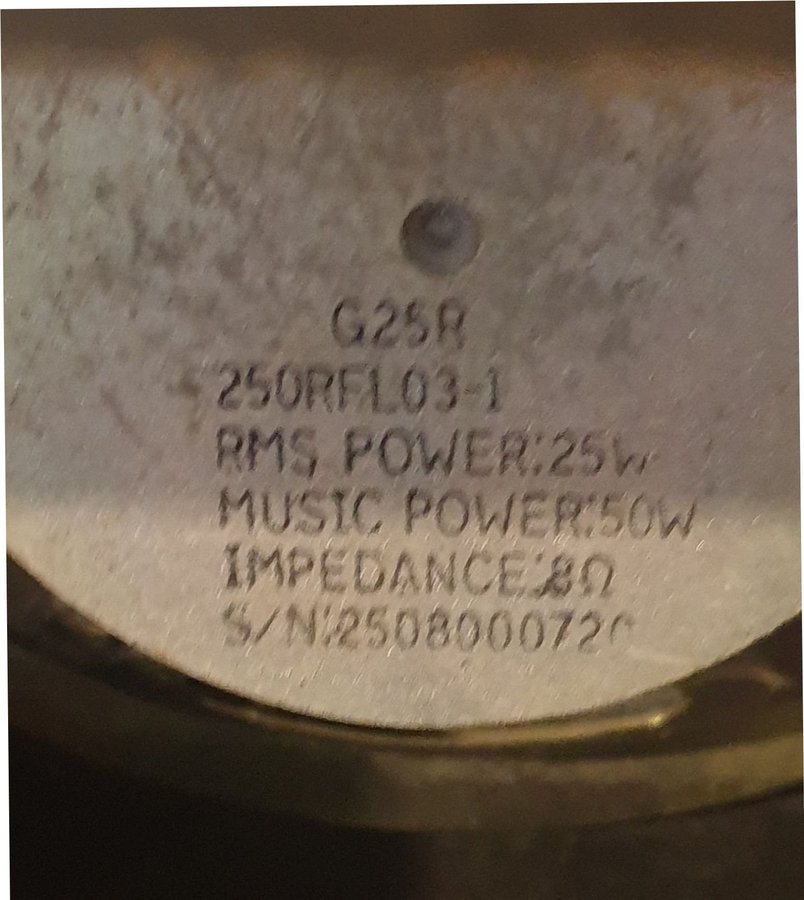 G25R
250RFL03-1
RMS POWER:25W
MUSIC POWER:50W
IMPEDANCE:8Ω